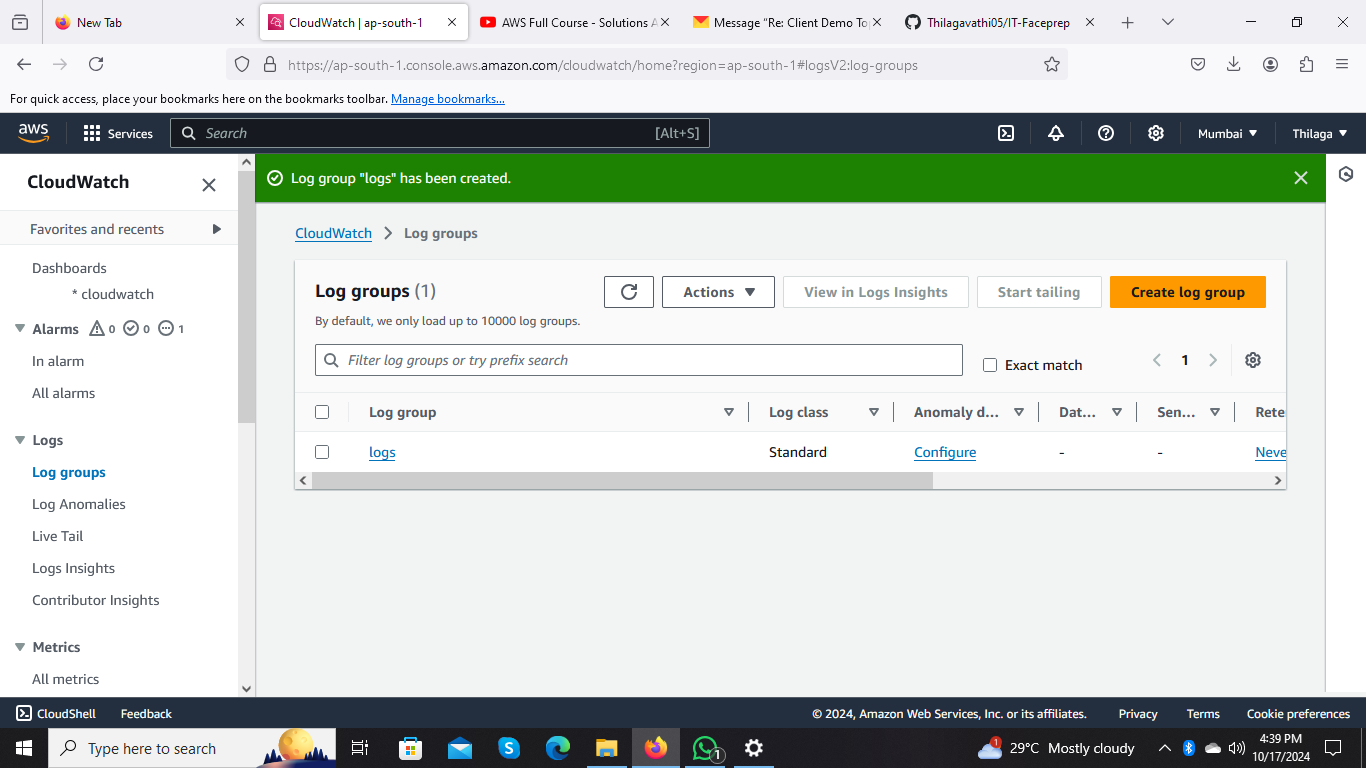 New Tab
CloudWatch | ap-south-1
AWS Full Course - Solutions A
Message "Re: Client Demo To
Thilagavathi05/IT-Faceprep
https://ap-south-1.console.aws.amazon.com/cloudwatch/home?region=ap-south-1#logsV2:log-groups
For quick access, place your bookmarks here on the bookmarks toolbar. Manage bookmarks...
aws
Services
Search
[Alt+S]
Mumbai
Thilaga
CloudWatch
Favorites and recents
Dashboards
* cloudwatch
Alarms 0 0 1
In alarm
All alarms
Logs
Log groups
Log Anomalies
Live Tail
Logs Insights
Contributor Insights
Metrics
All metrics
Log group "logs" has been created.
CloudWatch
Log groups
Log groups (1)
Actions
View in Logs Insights
Start tailing
Create log group
By default, we only load up to 10000 log groups.
Filter log groups or try prefix search
Exact match
1
Log group
Log class
Anomaly d...
Dat...
Sen...
Rete
logs
Standard
Configure
-
-
Neve
CloudShell
Feedback
© 2024, Amazon Web Services, Inc. or its affiliates.
Privacy
Terms
Cookie preferences
Type here to search
1
1
29°C Mostly cloudy
4:39 PM
10/17/2024